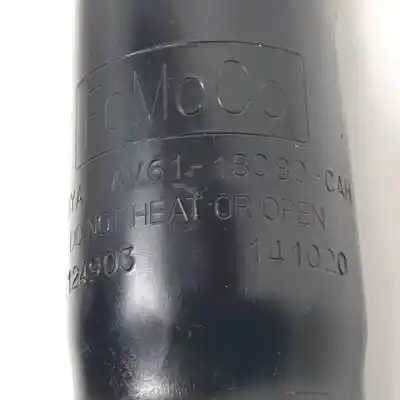 FoMoCo
AV61-18080-CAH
DO NOT HEAT OR OPEN
124903 141020